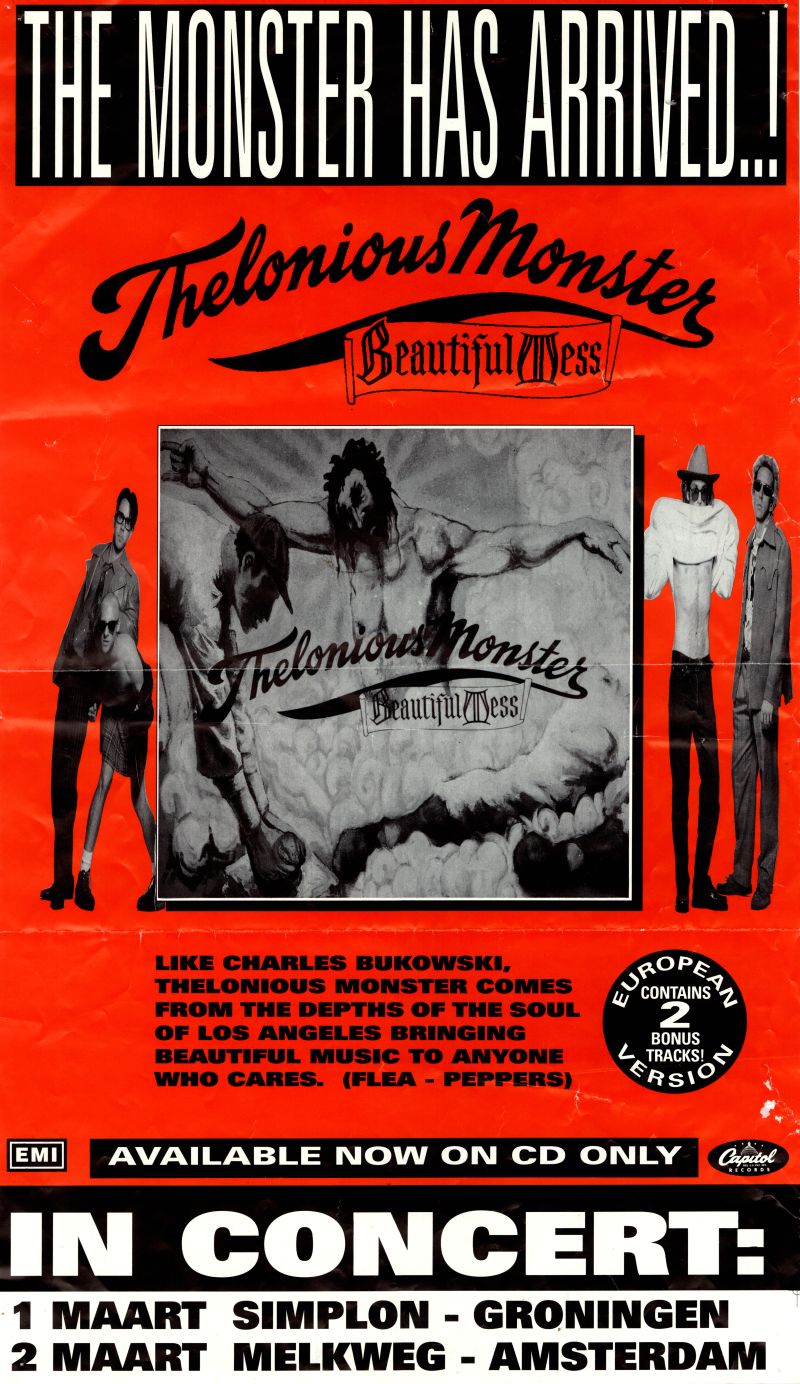 THE MONSTER HAS ARRIVED..!
Thelonious Monster
Beautiful Mess
Thelonious Monster
Beautiful Mess
LIKE CHARLES BUKOWSKI,
THELONIOUS MONSTER COMES
FROM THE DEPTHS OF THE SOUL
OF LOS ANGELES BRINGING
BEAUTIFUL MUSIC TO ANYONE
WHO CARES. (FLEA - PEPPERS)
EUROPEAN
CONTAINS
2
BONUS
TRACKS!
VERSION
EMI
AVAILABLE NOW ON CD ONLY
Capitol
RECORDS
IN CONCERT:
1 MAART SIMPLON - GRONINGEN
2 MAART MELKWEG - AMSTERDAM